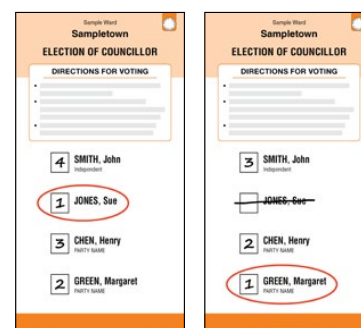 Sample Ward
Sampletown
ELECTION OF COUNCILLOR
DIRECTIONS FOR VOTING
4 SMITH, John
Independent
1 JONES, Sue
3 CHEN, Henry
PARTY NAME
2 GREEN, Margaret
PARTY NAME
Sample Ward
Sampletown
ELECTION OF COUNCILLOR
DIRECTIONS FOR VOTING
3 SMITH, John
Independent
JONES, Sue
2 CHEN, Henry
PARTY NAME
1 GREEN, Margaret
PARTY NAME